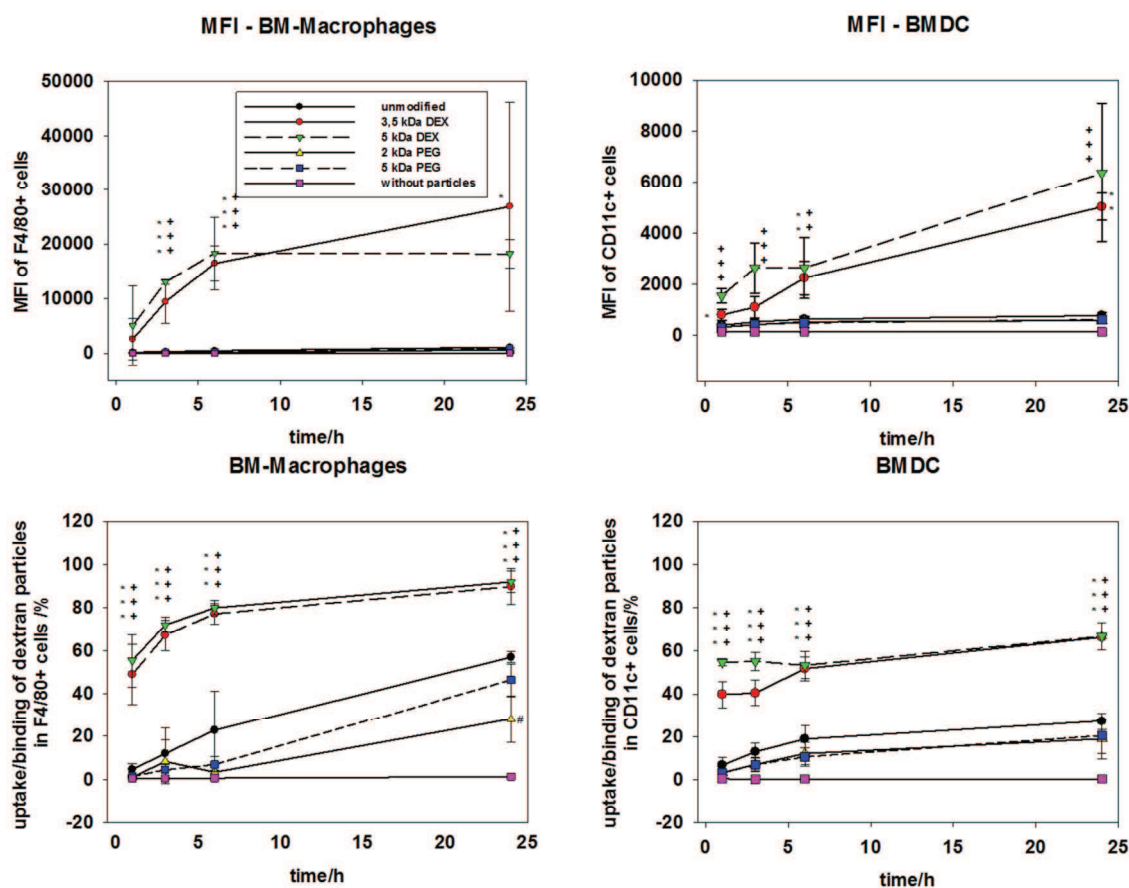 MFI - BM-Macrophages
MFI of F4/80+ cells
50000
40000
30000
20000
10000
0
unmodified
3,5 kDa DEX
5 kDa DEX
2 kDa PEG
5 kDa PEG
without particles
* + * + * +
* + * + * +
*
0 5 10 15 20 25
time/h
MFI - BMDC
MFI of CD11c+ cells
10000
8000
6000
4000
2000
0
*
+ + +
+ + +
* + * + +
+ + +
* *
0 5 10 15 20 25
time/h
BM-Macrophages
uptake/binding of dextran particles
in F4/80+ cells /%
120
100
80
60
40
20
0
-20
* + * + * +
* + * + * +
* + * + * +
* + * + * +
#
0 5 10 15 20 25
time/h
BMDC
uptake/binding of dextran particles
in CD11c+ cells/%
120
100
80
60
40
20
0
-20
* + * + * +
* + * + * +
* + * + * +
* + * + * +
0 5 10 15 20 25
time/h